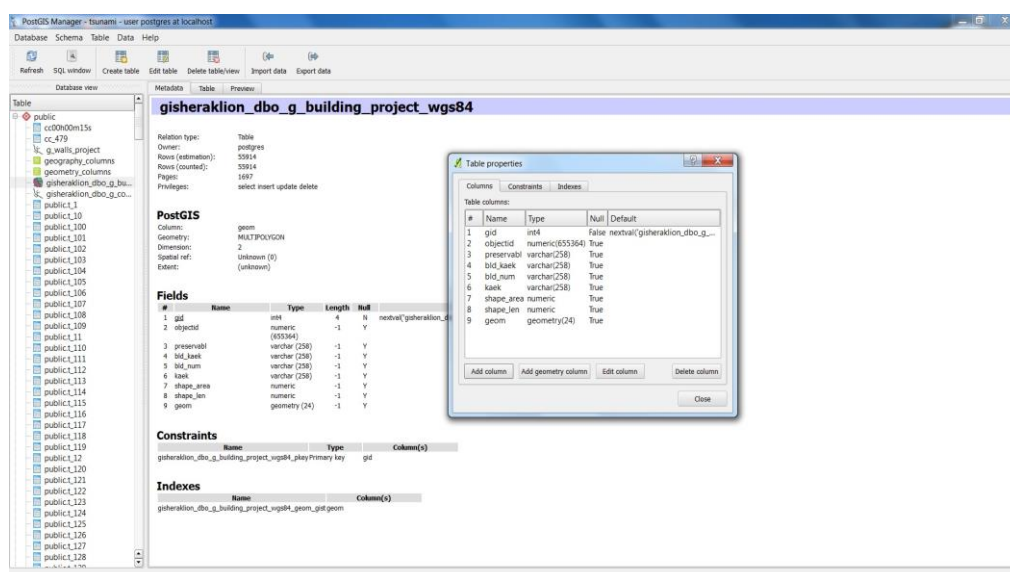 PostGIS Manager - tsunami - user postgres at localhost
Database Schema Table Data Help
Refresh SQL window Create table Edit table Delete table/view Import data Export data
Database view
Table
public
cc00h00m15s
cc_479
g_walls_project
geography_columns
geometry_columns
gisheraklion_dbo_g_bu...
gisheraklion_dbo_g_co...
public.t_1
public.t_10
public.t_100
public.t_101
public.t_102
public.t_103
public.t_104
public.t_105
public.t_106
public.t_107
public.t_108
public.t_109
public.t_11
public.t_110
public.t_111
public.t_112
public.t_113
public.t_114
public.t_115
public.t_116
public.t_117
public.t_118
public.t_119
public.t_12
public.t_120
public.t_121
public.t_122
public.t_123
public.t_124
public.t_125
public.t_126
public.t_127
public.t_128
Metadata Table Preview
gisheraklion_dbo_g_building_project_wgs84
Relation type: Table
Owner: postgres
Rows (estimation): 55914
Rows (counted): 55914
Pages: 1697
Privileges: select insert update delete
PostGIS
Column: geom
Geometry: MULTIPOLYGON
Dimension: 2
Spatial ref: Unknown (0)
Extent: (unknown)
Fields
# Name Type Length Null
1 gid int4 4 N nextval('gisheraklion_d
2 objectid numeric -1 Y
(655364)
3 preservabl varchar (258) -1 Y
4 bld_kaek varchar (258) -1 Y
5 bld_num varchar (258) -1 Y
6 kaek varchar (258) -1 Y
7 shape_area numeric -1 Y
8 shape_len numeric -1 Y
9 geom geometry (24) -1 Y
Constraints
Name Type Column(s)
gisheraklion_dbo_g_building_project_wgs84_pkey Primary key gid
Indexes
Name Column(s)
gisheraklion_dbo_g_building_project_wgs84_geom_gist geom
Table properties
Columns Constraints Indexes
Table columns:
# Name Type Null Default
1 gid int4 False nextval('gisheraklion_dbo_g_...
2 objectid numeric(655364) True
3 preservabl varchar(258) True
4 bld_kaek varchar(258) True
5 bld_num varchar(258) True
6 kaek varchar(258) True
7 shape_area numeric True
8 shape_len numeric True
9 geom geometry(24) True
Add column Add geometry column Edit column Delete column
Close